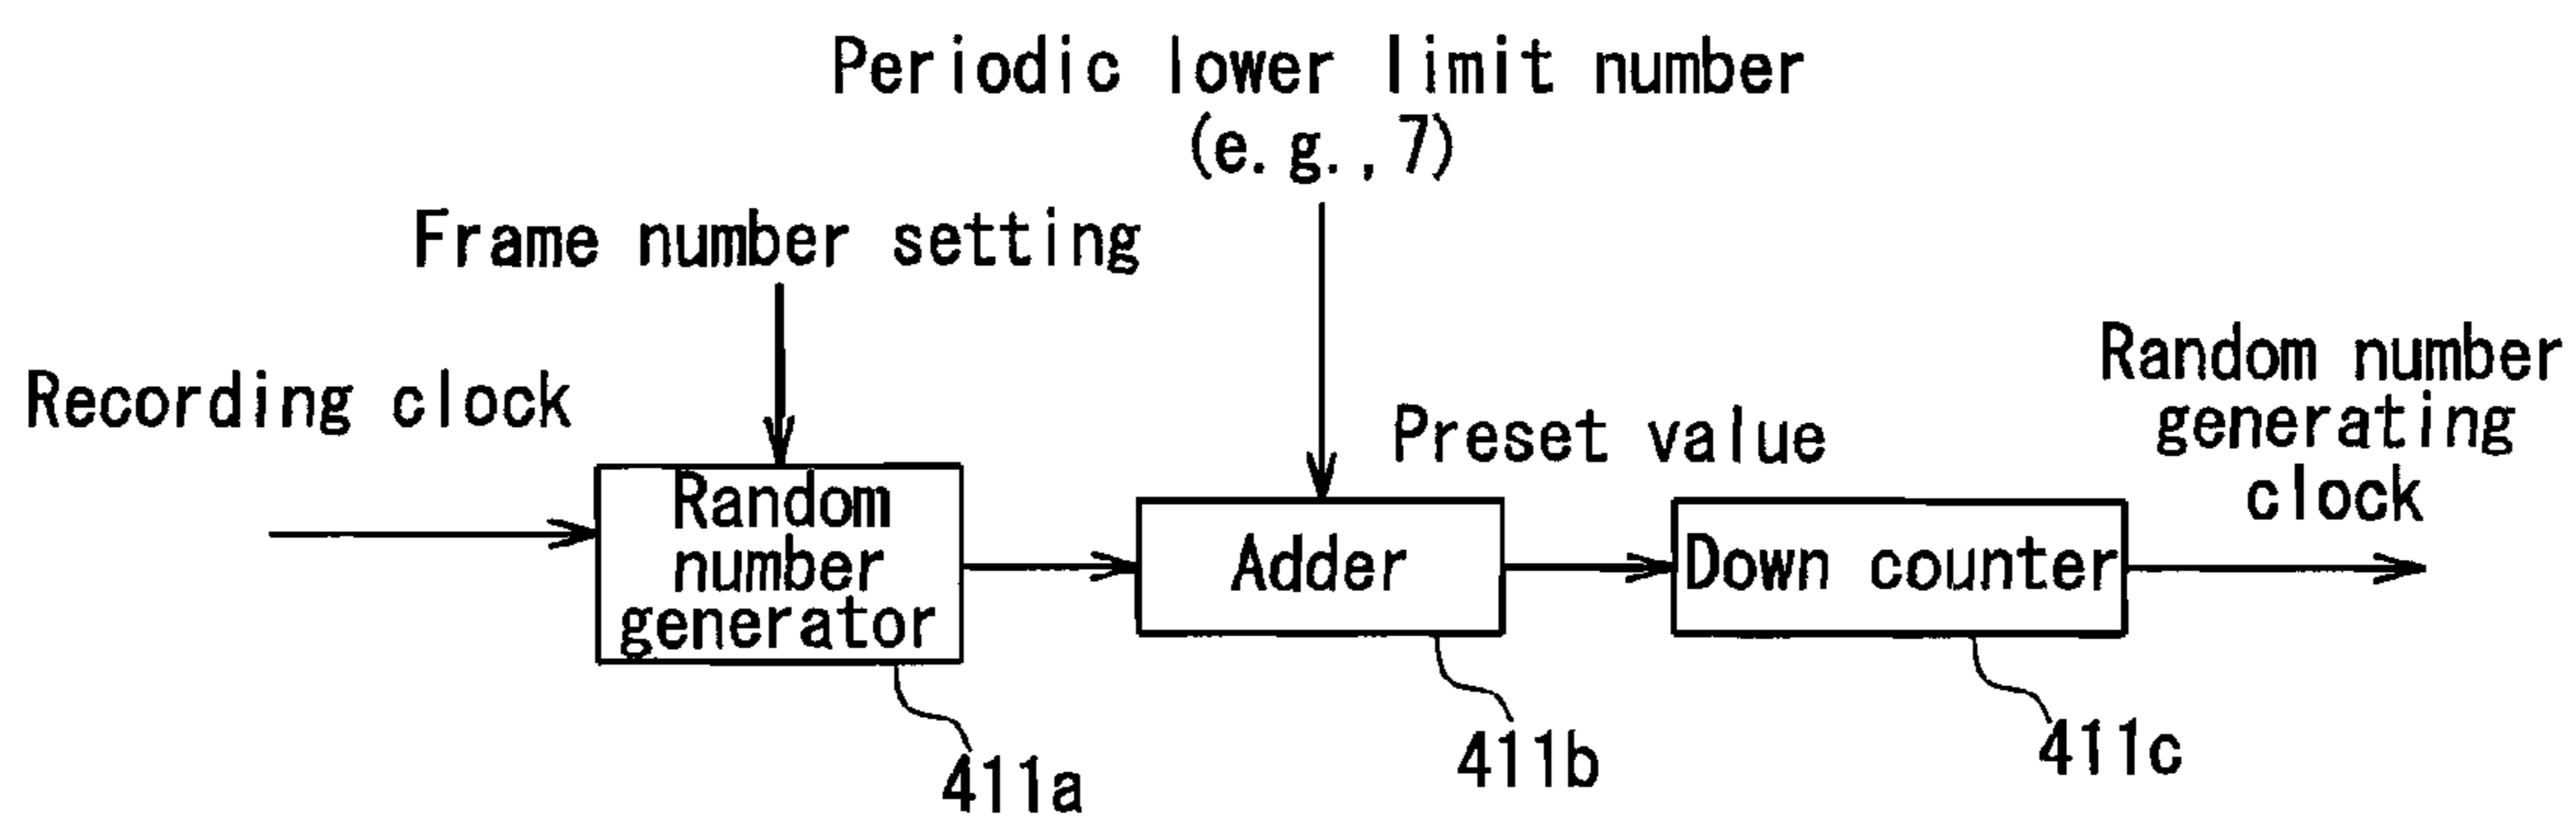 Periodic lower limit number
(e.g.,7)
Frame number setting
Recording clock
Random
number
generator
Adder
Preset value
Down counter
Random number
generating
clock
411a
411b
411c